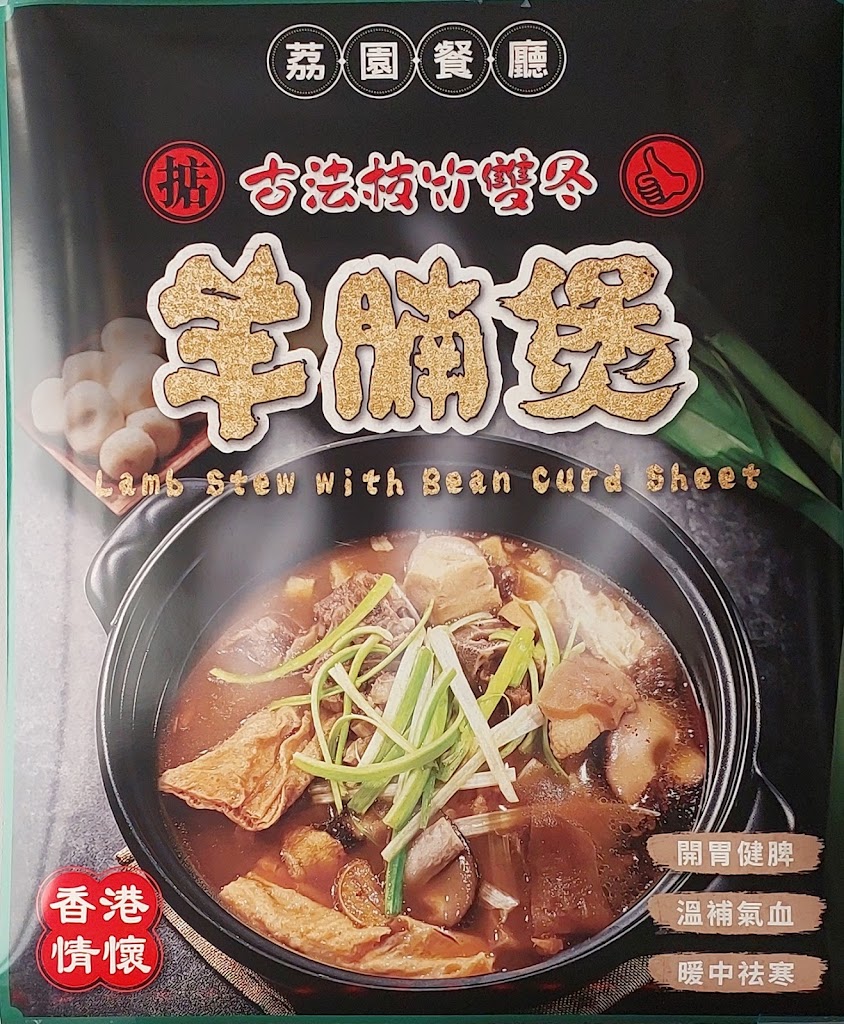 荔園餐廳
掂 古法枝竹雙冬
羊腩煲
Lamb Stew with Bean Curd Sheet
開胃健脾
溫補氣血
暖中祛寒
香港
情懷